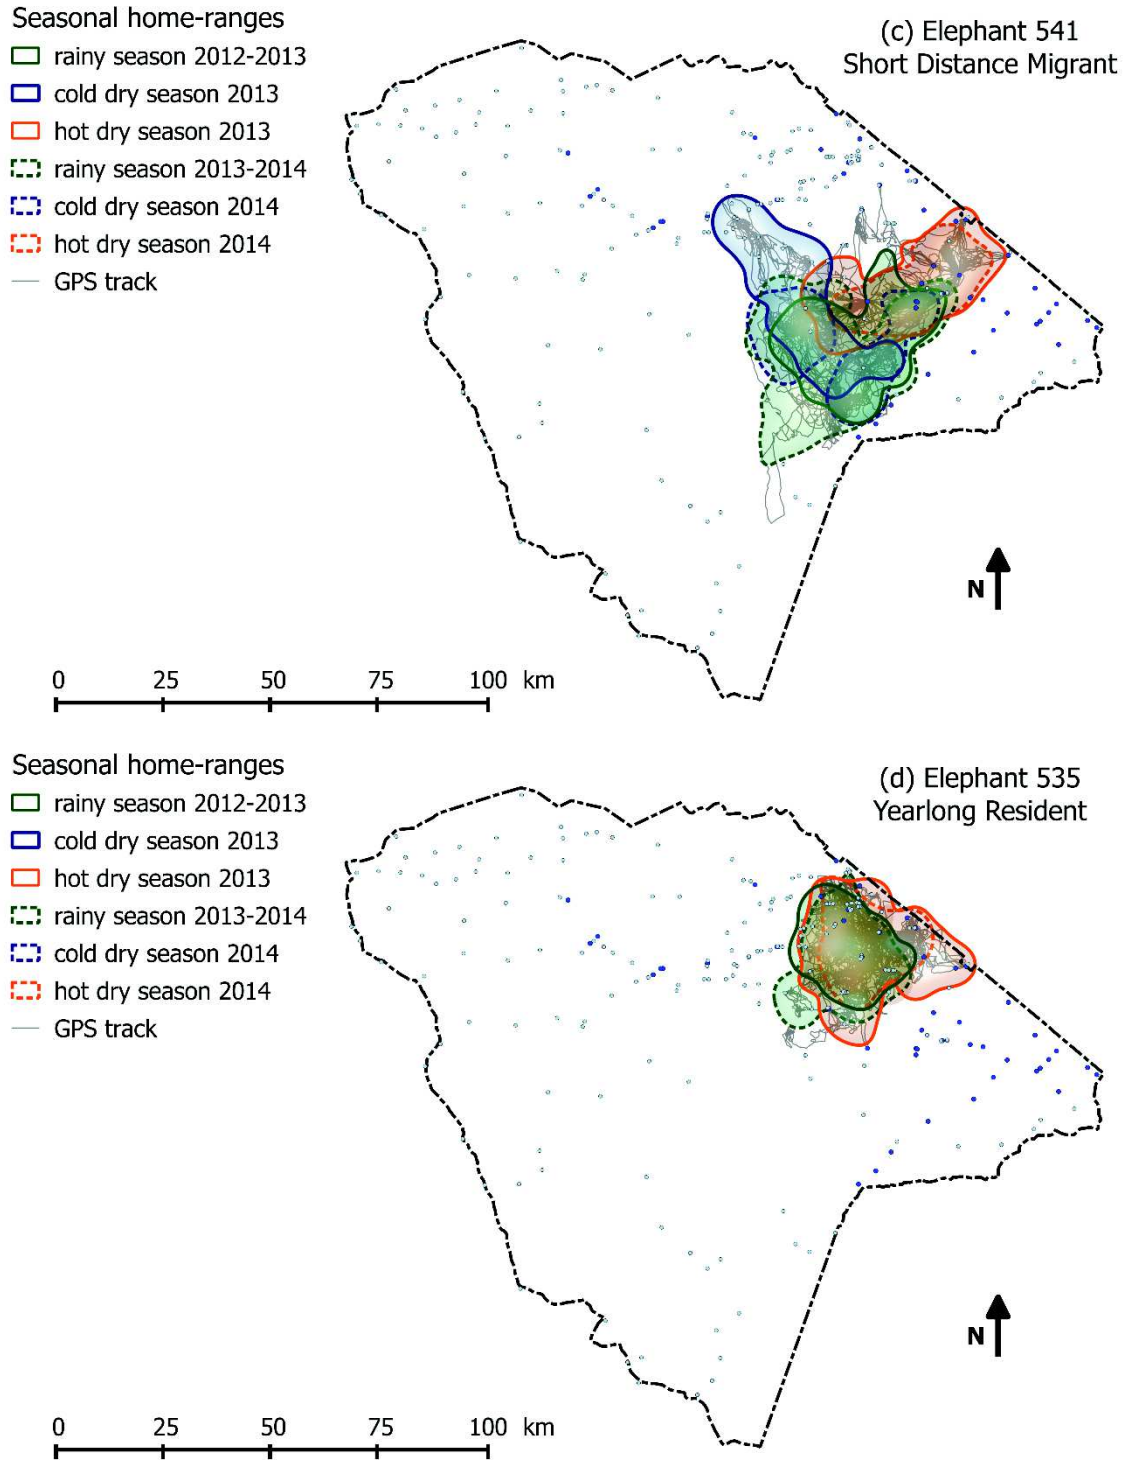 Seasonal home-ranges
rainy season 2012-2013
cold dry season 2013
hot dry season 2013
rainy season 2013-2014
cold dry season 2014
hot dry season 2014
GPS track
(c) Elephant 541
Short Distance Migrant
N
0 25 50 75 100 km
Seasonal home-ranges
rainy season 2012-2013
cold dry season 2013
hot dry season 2013
rainy season 2013-2014
cold dry season 2014
hot dry season 2014
GPS track
(d) Elephant 535
Yearlong Resident
N
0 25 50 75 100 km